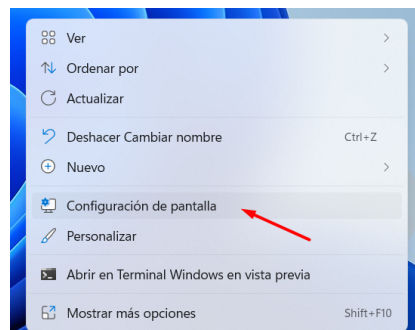 Ver
Ordenar por
Actualizar
Deshacer Cambiar nombre Ctrl+Z
Nuevo
Configuración de pantalla
Personalizar
Abrir en Terminal Windows en vista previa
Mostrar más opciones Shift+F10